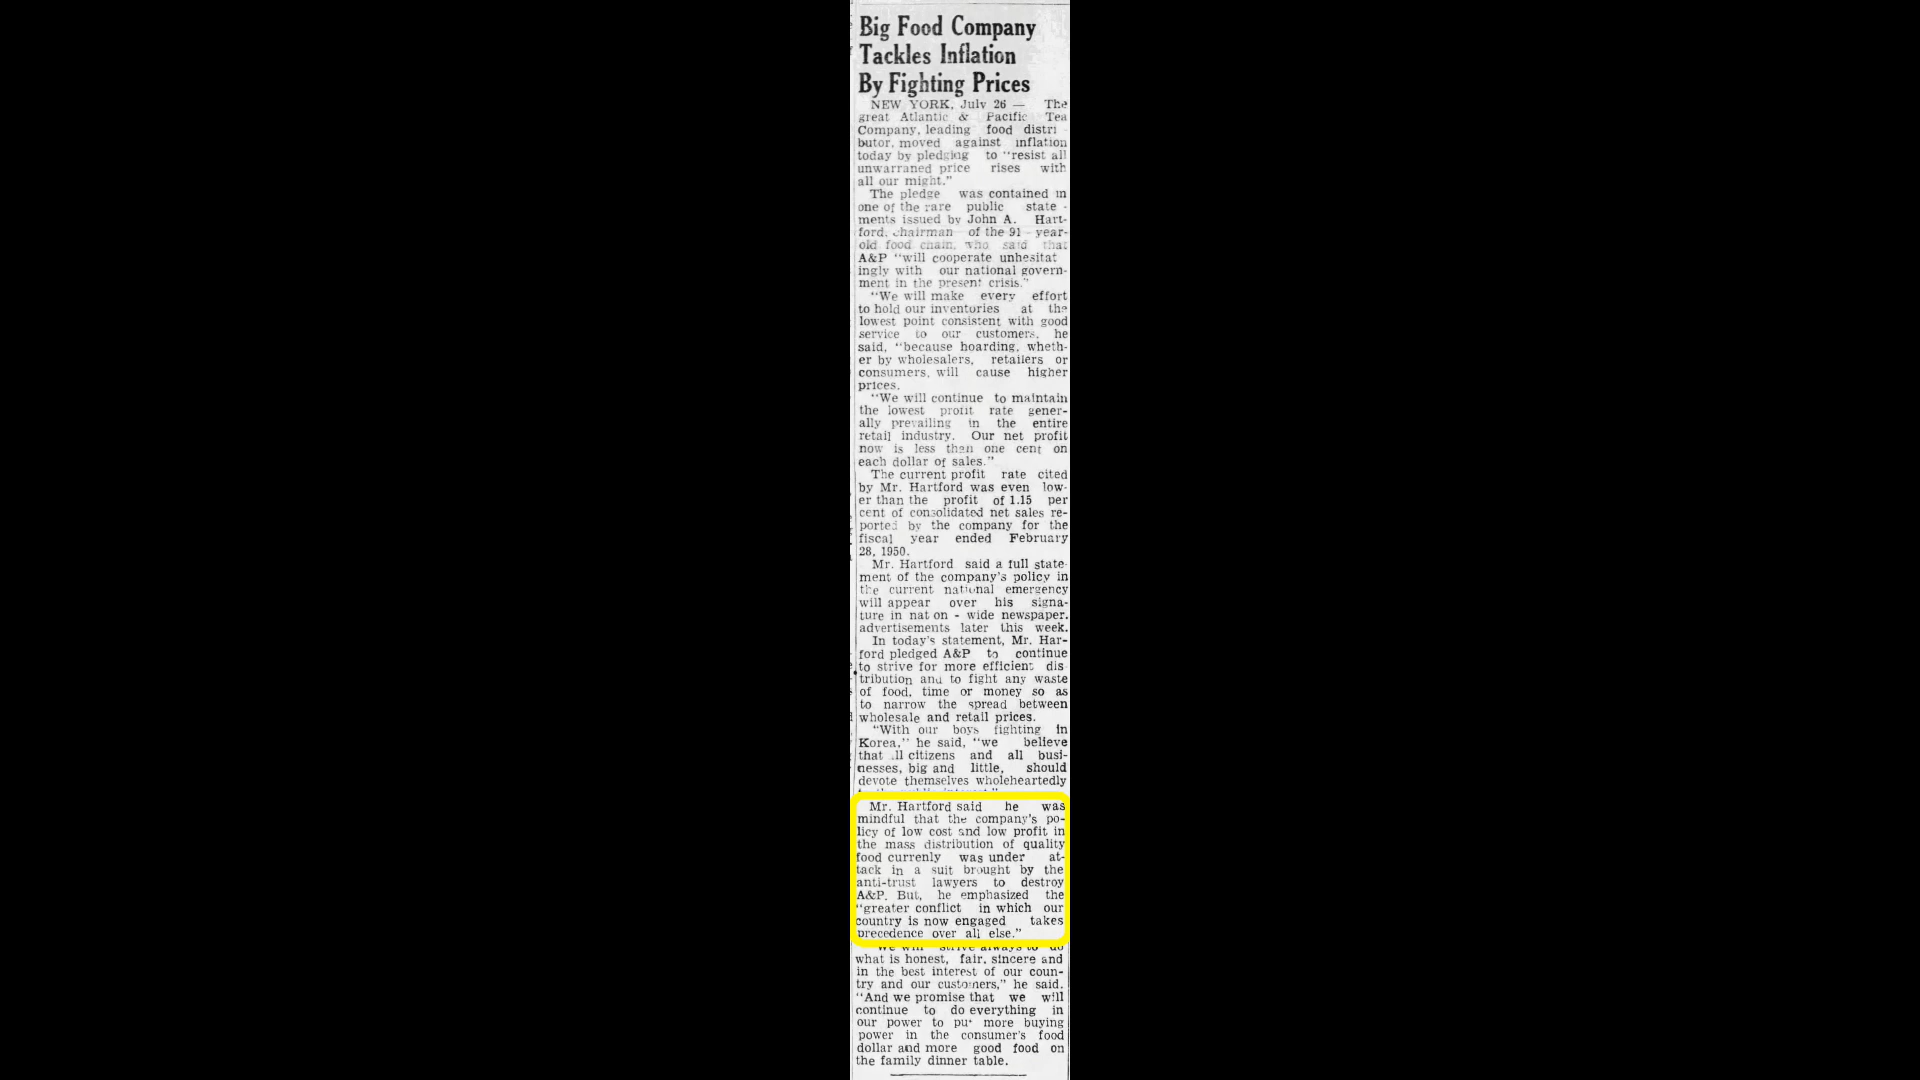 Big Food Company
Tackles Inflation
By Fighting Prices
NEW YORK, July 26 — The
great Atlantic & Pacific Tea
Company, leading food distri -
butor, moved against inflation
today by pledging to "resist all
unwarraned price rises with
all our might."
The pledge was contained in
one of the rare public state -
ments issued by John A. Hart-
ford, chairman of the 91 - year-
old food chain, who said that
A&P "will cooperate unhesitat
ingly with our national govern-
ment in the present crisis."
"We will make every effort
to hold our inventories at the
lowest point consistent with good
service to our customers, he
said, "because hoarding, wheth-
er by wholesalers, retailers or
consumers, will cause higher
prices.
"We will continue to maintain
the lowest profit rate gener-
ally prevailing in the entire
retail industry. Our net profit
now is less than one cent on
each dollar of sales."
The current profit rate cited
by Mr. Hartford was even low-
er than the profit of 1.15 per
cent of consolidated net sales re-
ported by the company for the
fiscal year ended February
28, 1950.
Mr. Hartford said a full state-
ment of the company's policy in
the current national emergency
will appear over his signa-
ture in nat on - wide newspaper.
advertisements later this week.
In today's statement, Mr. Har-
ford pledged A&P to continue
to strive for more efficient dis
tribution and to fight any waste
of food, time or money so as
to narrow the spread between
wholesale and retail prices.
"With our boys fighting in
Korea," he said, "we believe
that all citizens and all busi-
nesses, big and little, should
devote themselves wholeheartedly
Mr. Hartford said he was
mindful that the company's po-
licy of low cost and low profit in
the mass distribution of quality
food currenly was under at-
tack in a suit brought by the
anti-trust lawyers to destroy
A&P. But, he emphasized the
"greater conflict in which our
country is now engaged takes
precedence over all else."
"We will strive always to do
what is honest, fair, sincere and
in the best interest of our coun-
try and our customers," he said.
"And we promise that we will
continue to do everything in
our power to put more buying
power in the consumer's food
dollar and more good food on
the family dinner table.